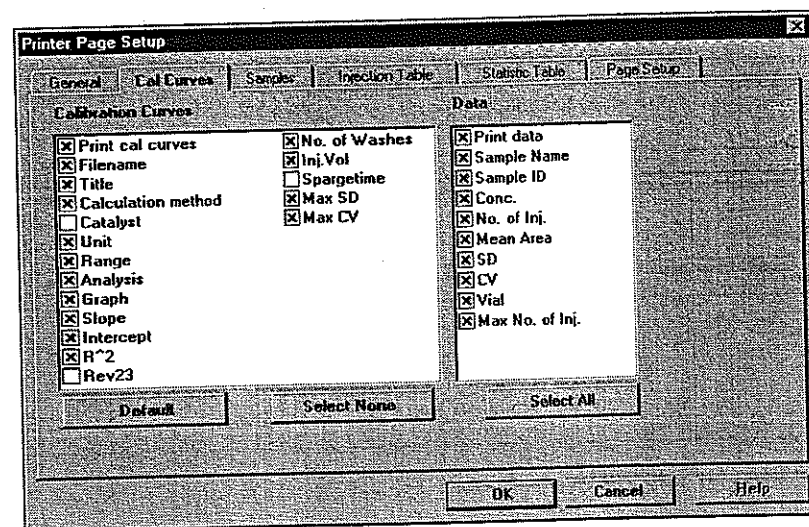 Printer Page Setup
General Cal Curves Samples Injection Table Statistic Table Page Setup
Calibration Curves
Print cal curves
Filename
Title
Calculation method
Catalyst
Unit
Range
Analysis
Graph
Slope
Intercept
R^2
Rev23
No. of Washes
Inj.Vol
Spargetime
Max SD
Max CV
Data
Print data
Sample Name
Sample ID
Conc.
No. of Inj.
Mean Area
SD
CV
Vial
Max No. of Inj.
Default Select None Select All
OK Cancel Help